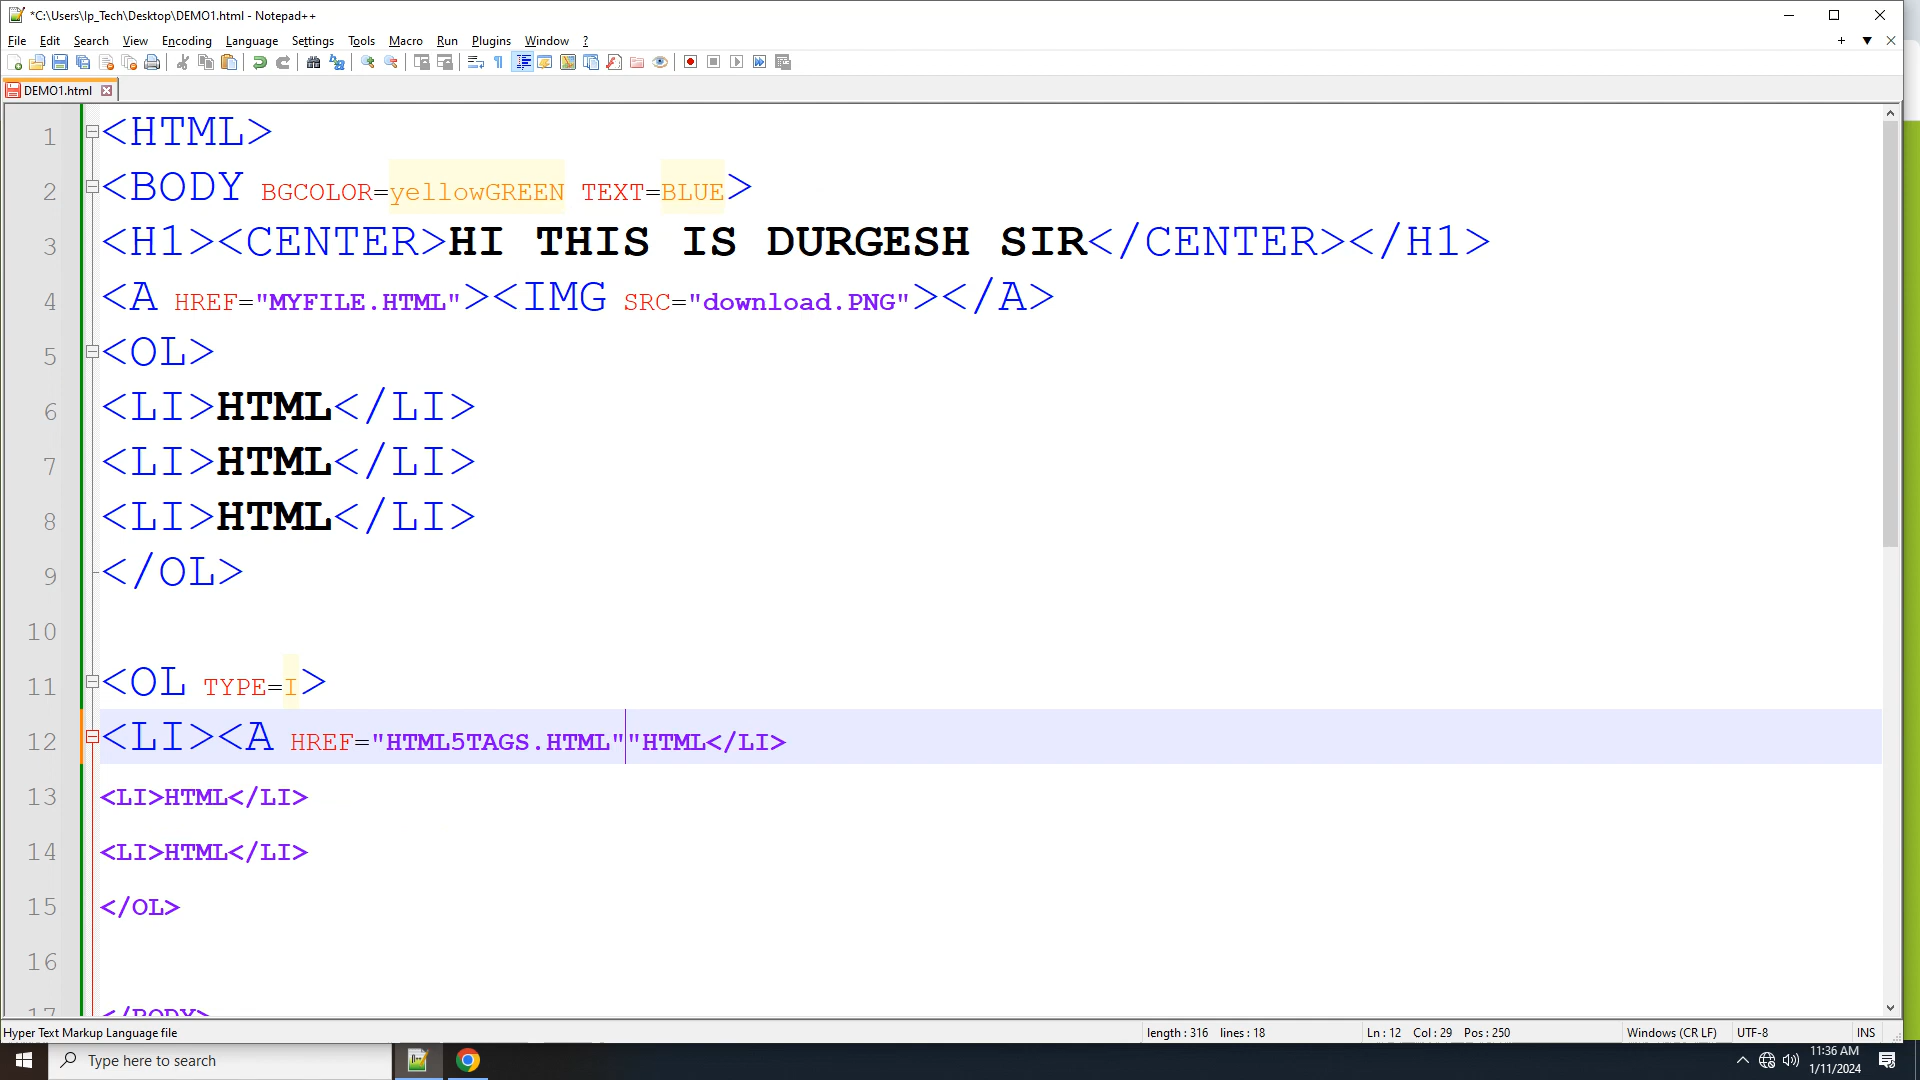 *C:\Users\lp_Tech\Desktop\DEMO1.html - Notepad++
File Edit Search View Encoding Language Settings Tools Macro Run Plugins Window ?
DEMO1.html
1 <HTML>
2 <BODY BGCOLOR=yellowGREEN TEXT=BLUE>
3 <H1><CENTER>HI THIS IS DURGESH SIR</CENTER></H1>
4 <A HREF="MYFILE.HTML"><IMG SRC="download.PNG"></A>
5 <OL>
6 <LI>HTML</LI>
7 <LI>HTML</LI>
8 <LI>HTML</LI>
9 </OL>
10
11 <OL TYPE=I>
12 <LI><A HREF="HTML5TAGS.HTML""HTML</LI>
13 <LI>HTML</LI>
14 <LI>HTML</LI>
15 </OL>
16
17 </BODY>
Hyper Text Markup Language file length : 316 lines : 18 Ln : 12 Col : 29 Pos : 250 Windows (CR LF) UTF-8 INS
Type here to search
11:36 AM
1/11/2024